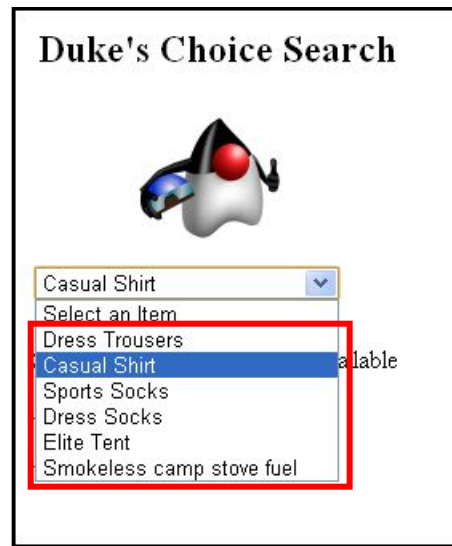 Duke's Choice Search
Casual Shirt
Select an Item
Dress Trousers
Casual Shirt
Sports Socks
Dress Socks
Elite Tent
Smokeless camp stove fuel